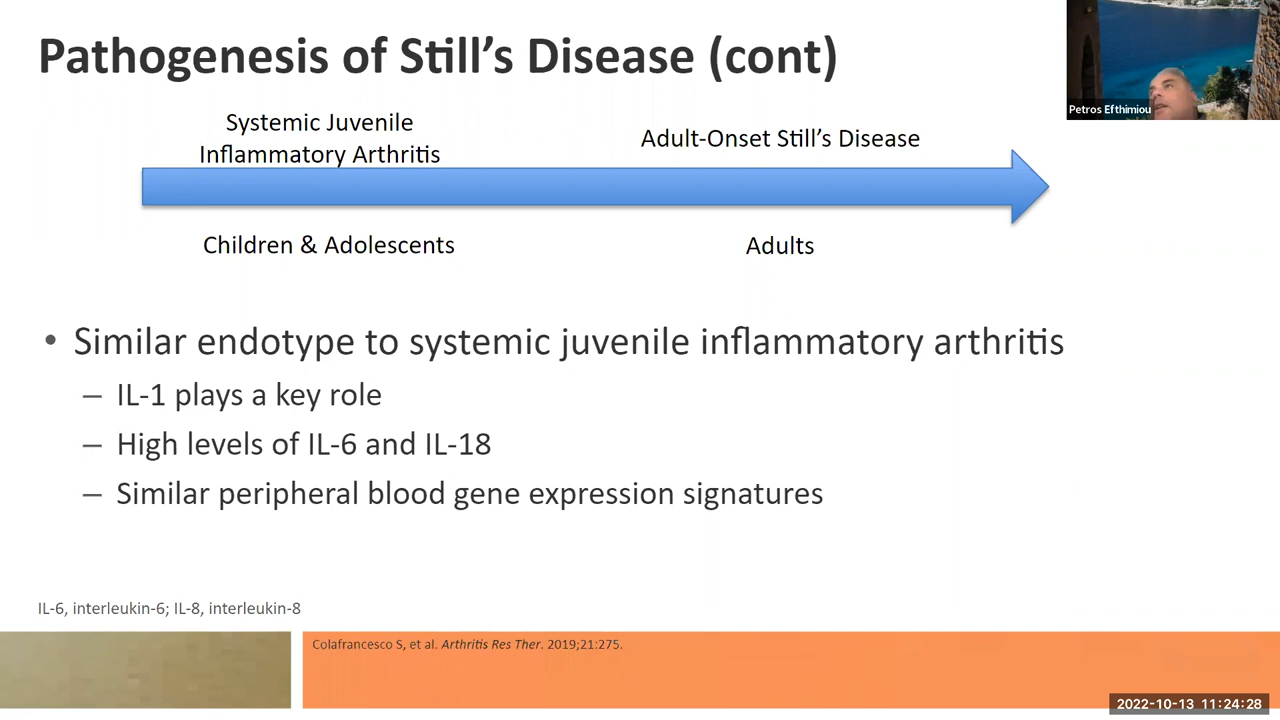 Pathogenesis of Still's Disease (cont)
Petros Efthimiou
Systemic Juvenile
Inflammatory Arthritis
Adult-Onset Still's Disease
Children & Adolescents
Adults
• Similar endotype to systemic juvenile inflammatory arthritis
– IL-1 plays a key role
– High levels of IL-6 and IL-18
– Similar peripheral blood gene expression signatures
IL-6, interleukin-6; IL-8, interleukin-8
Colafrancesco S, et al. Arthritis Res Ther. 2019;21:275.
2022-10-13 11:24:28